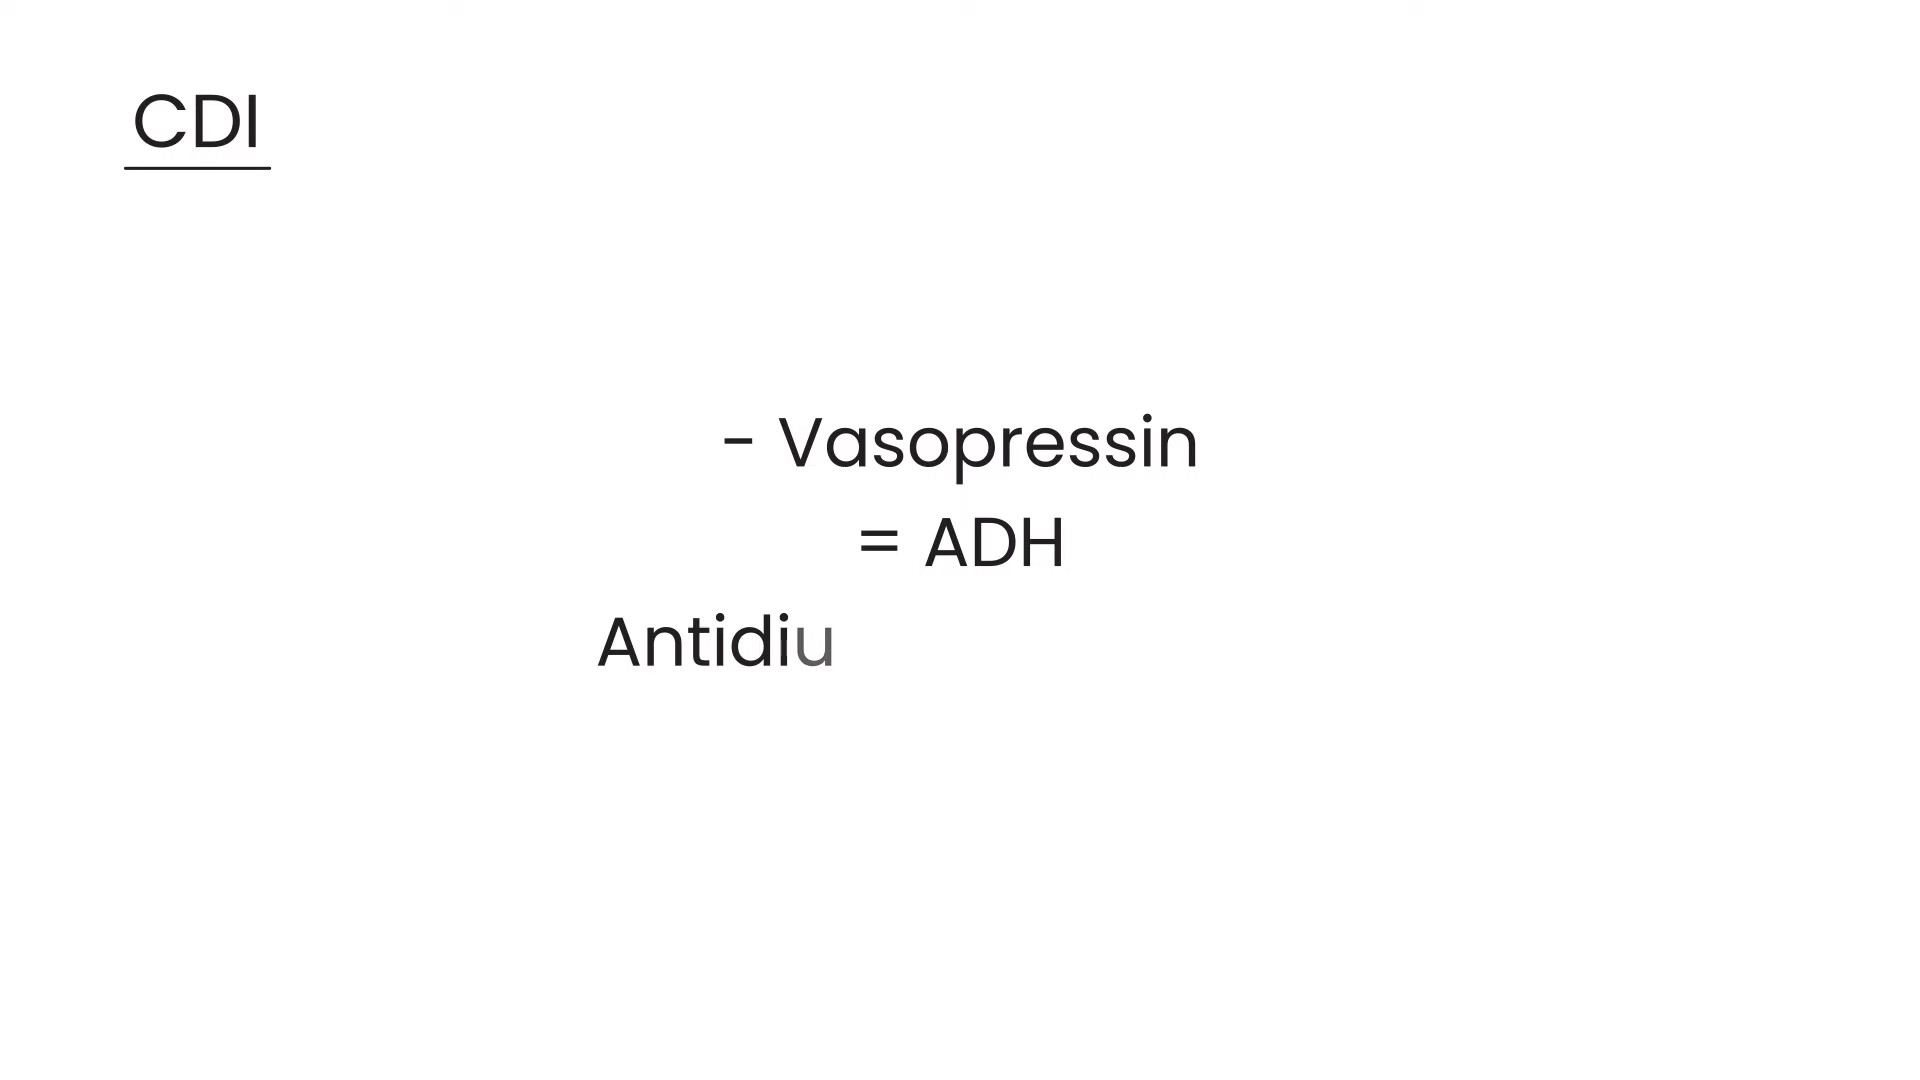 CDI
- Vasopressin
= ADH
Antidiu